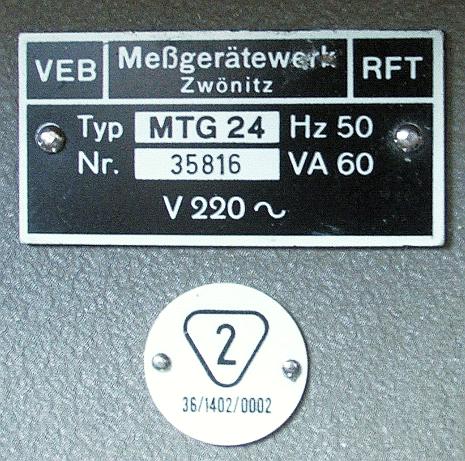 VEB Meßgerätewerk RFT
Zwönitz
Typ MTG 24 Hz 50
Nr. 35816 VA 60
V 220 ~
2
36/1402/0002